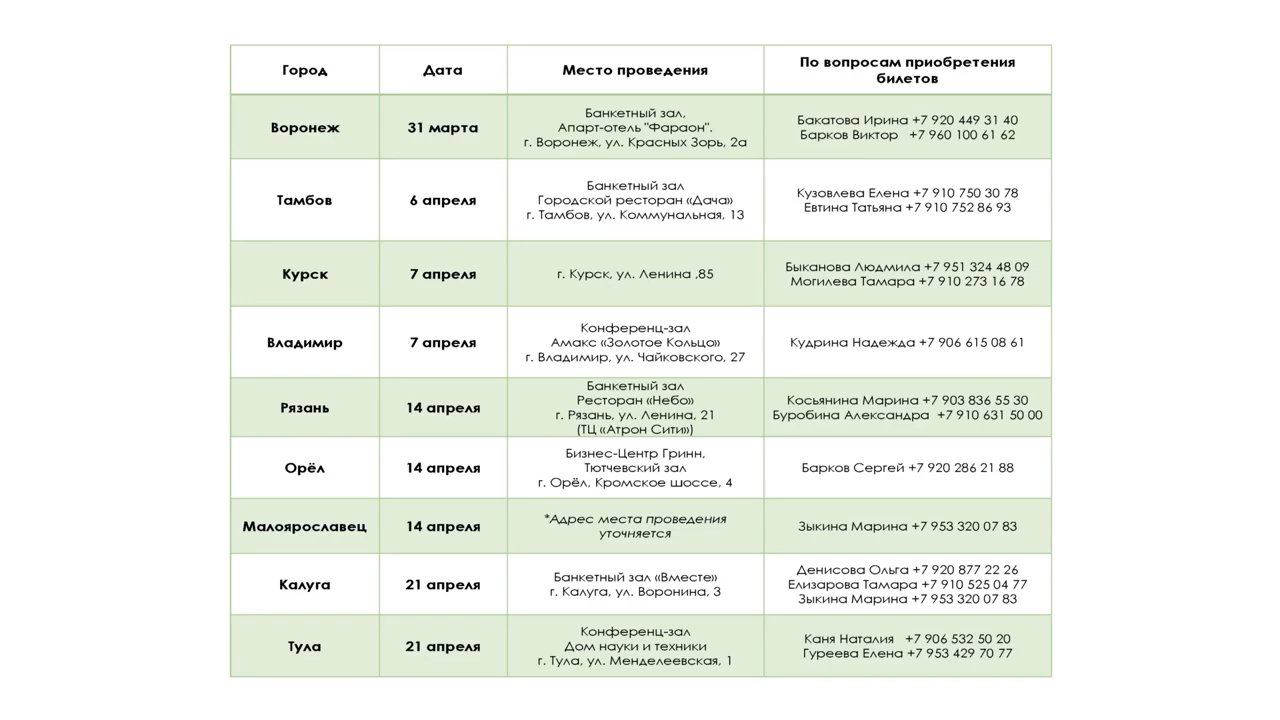 Город
Дата
Место проведения
По вопросам приобретения
билетов
Воронеж
31 марта
Банкетный зал,
Апарт-отель "Фараон".
г. Воронеж, ул. Красных Зорь, 2а
Бакатова Ирина +7 920 449 31 40
Барков Виктор +7 960 100 61 62
Тамбов
6 апреля
Банкетный зал
Городской ресторан «Дача»
г. Тамбов, ул. Коммунальная, 13
Кузовлева Елена +7 910 750 30 78
Евтина Татьяна +7 910 752 86 93
Курск
7 апреля
г. Курск, ул. Ленина ,85
Быканова Людмила +7 951 324 48 09
Могилева Тамара +7 910 273 16 78
Владимир
7 апреля
Конференц-зал
Амакс «Золотое Кольцо»
г. Владимир, ул. Чайковского, 27
Кудрина Надежда +7 906 615 08 61
Рязань
14 апреля
Банкетный зал
Ресторан «Небо»
г. Рязань, ул. Ленина, 21
(ТЦ «Атрон Сити»)
Косьянина Марина +7 903 836 55 30
Буробина Александра +7 910 631 50 00
Орёл
14 апреля
Бизнес-Центр Гринн,
Тютчевский зал
г. Орёл, Кромское шоссе, 4
Барков Сергей +7 920 286 21 88
Малоярославец
14 апреля
*Адрес места проведения
уточняется
Зыкина Марина +7 953 320 07 83
Калуга
21 апреля
Банкетный зал «Вместе»
г. Калуга, ул. Воронина, 3
Денисова Ольга +7 920 877 22 26
Елизарова Тамара +7 910 525 04 77
Зыкина Марина +7 953 320 07 83
Тула
21 апреля
Конференц-зал
Дом науки и техники
г. Тула, ул. Менделеевская, 1
Каня Наталия +7 906 532 50 20
Гуреева Елена +7 953 429 70 77